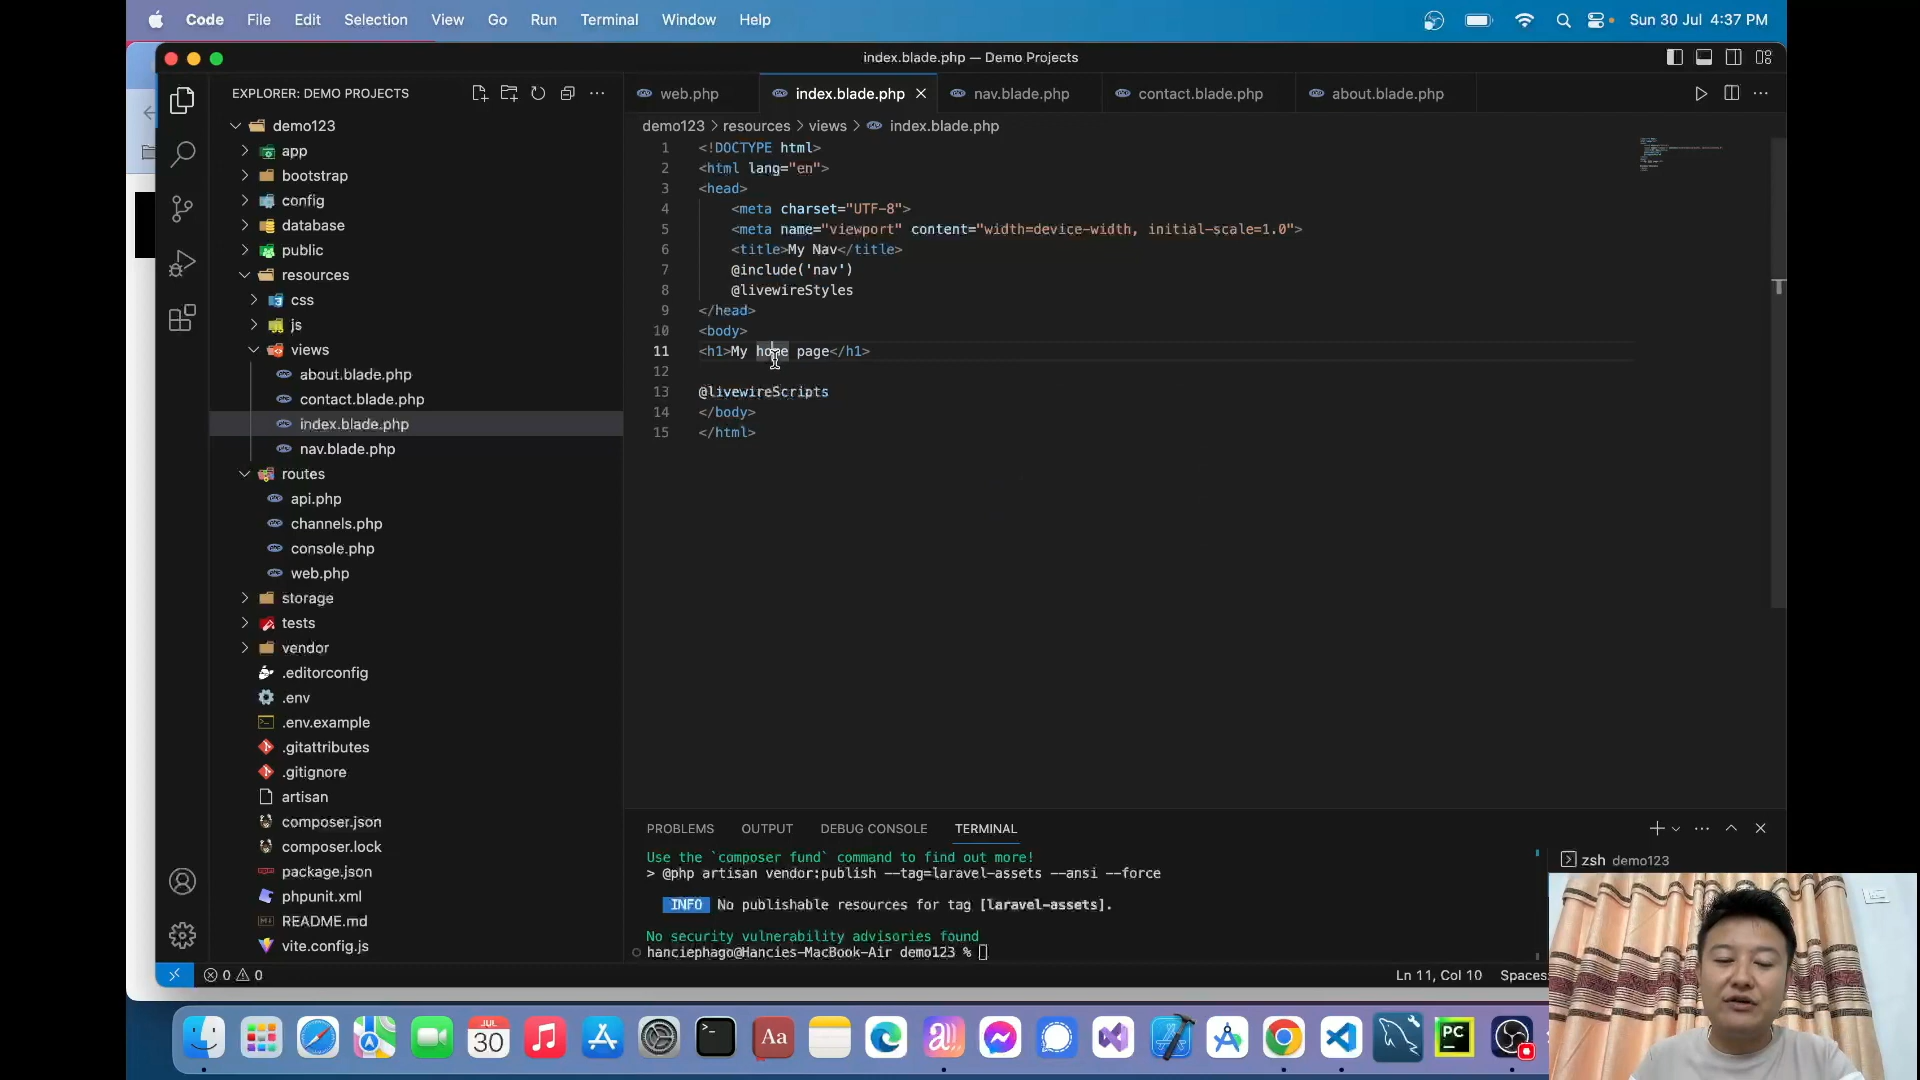 Code File Edit Selection View Go Run Terminal Window Help Sun 30 Jul 4:37 PM
index.blade.php — Demo Projects
EXPLORER: DEMO PROJECTS
web.php index.blade.php nav.blade.php contact.blade.php about.blade.php
demo123 > resources > views > index.blade.php
demo123
app
bootstrap
config
database
public
resources
css
js
views
about.blade.php
contact.blade.php
index.blade.php
nav.blade.php
routes
api.php
channels.php
console.php
web.php
storage
tests
vendor
.editorconfig
.env
.env.example
.gitattributes
.gitignore
artisan
composer.json
composer.lock
package.json
phpunit.xml
README.md
vite.config.js
1 <!DOCTYPE html>
2 <html lang="en">
3 <head>
4 <meta charset="UTF-8">
5 <meta name="viewport" content="width=device-width, initial-scale=1.0">
6 <title>My Nav</title>
7 @include('nav')
8 @livewireStyles
9 </head>
10 <body>
11 <h1>My home page</h1>
12
13 @livewireScripts
14 </body>
15 </html>
PROBLEMS OUTPUT DEBUG CONSOLE TERMINAL
Use the `composer fund` command to find out more!
> @php artisan vendor:publish --tag=laravel-assets --ansi --force
INFO No publishable resources for tag [laravel-assets].
No security vulnerability advisories found
hanciephago@Hancies-MacBook-Air demo123 %
zsh demo123
0 0
Ln 11, Col 10 Spaces:
JUL
30
Aa
PC